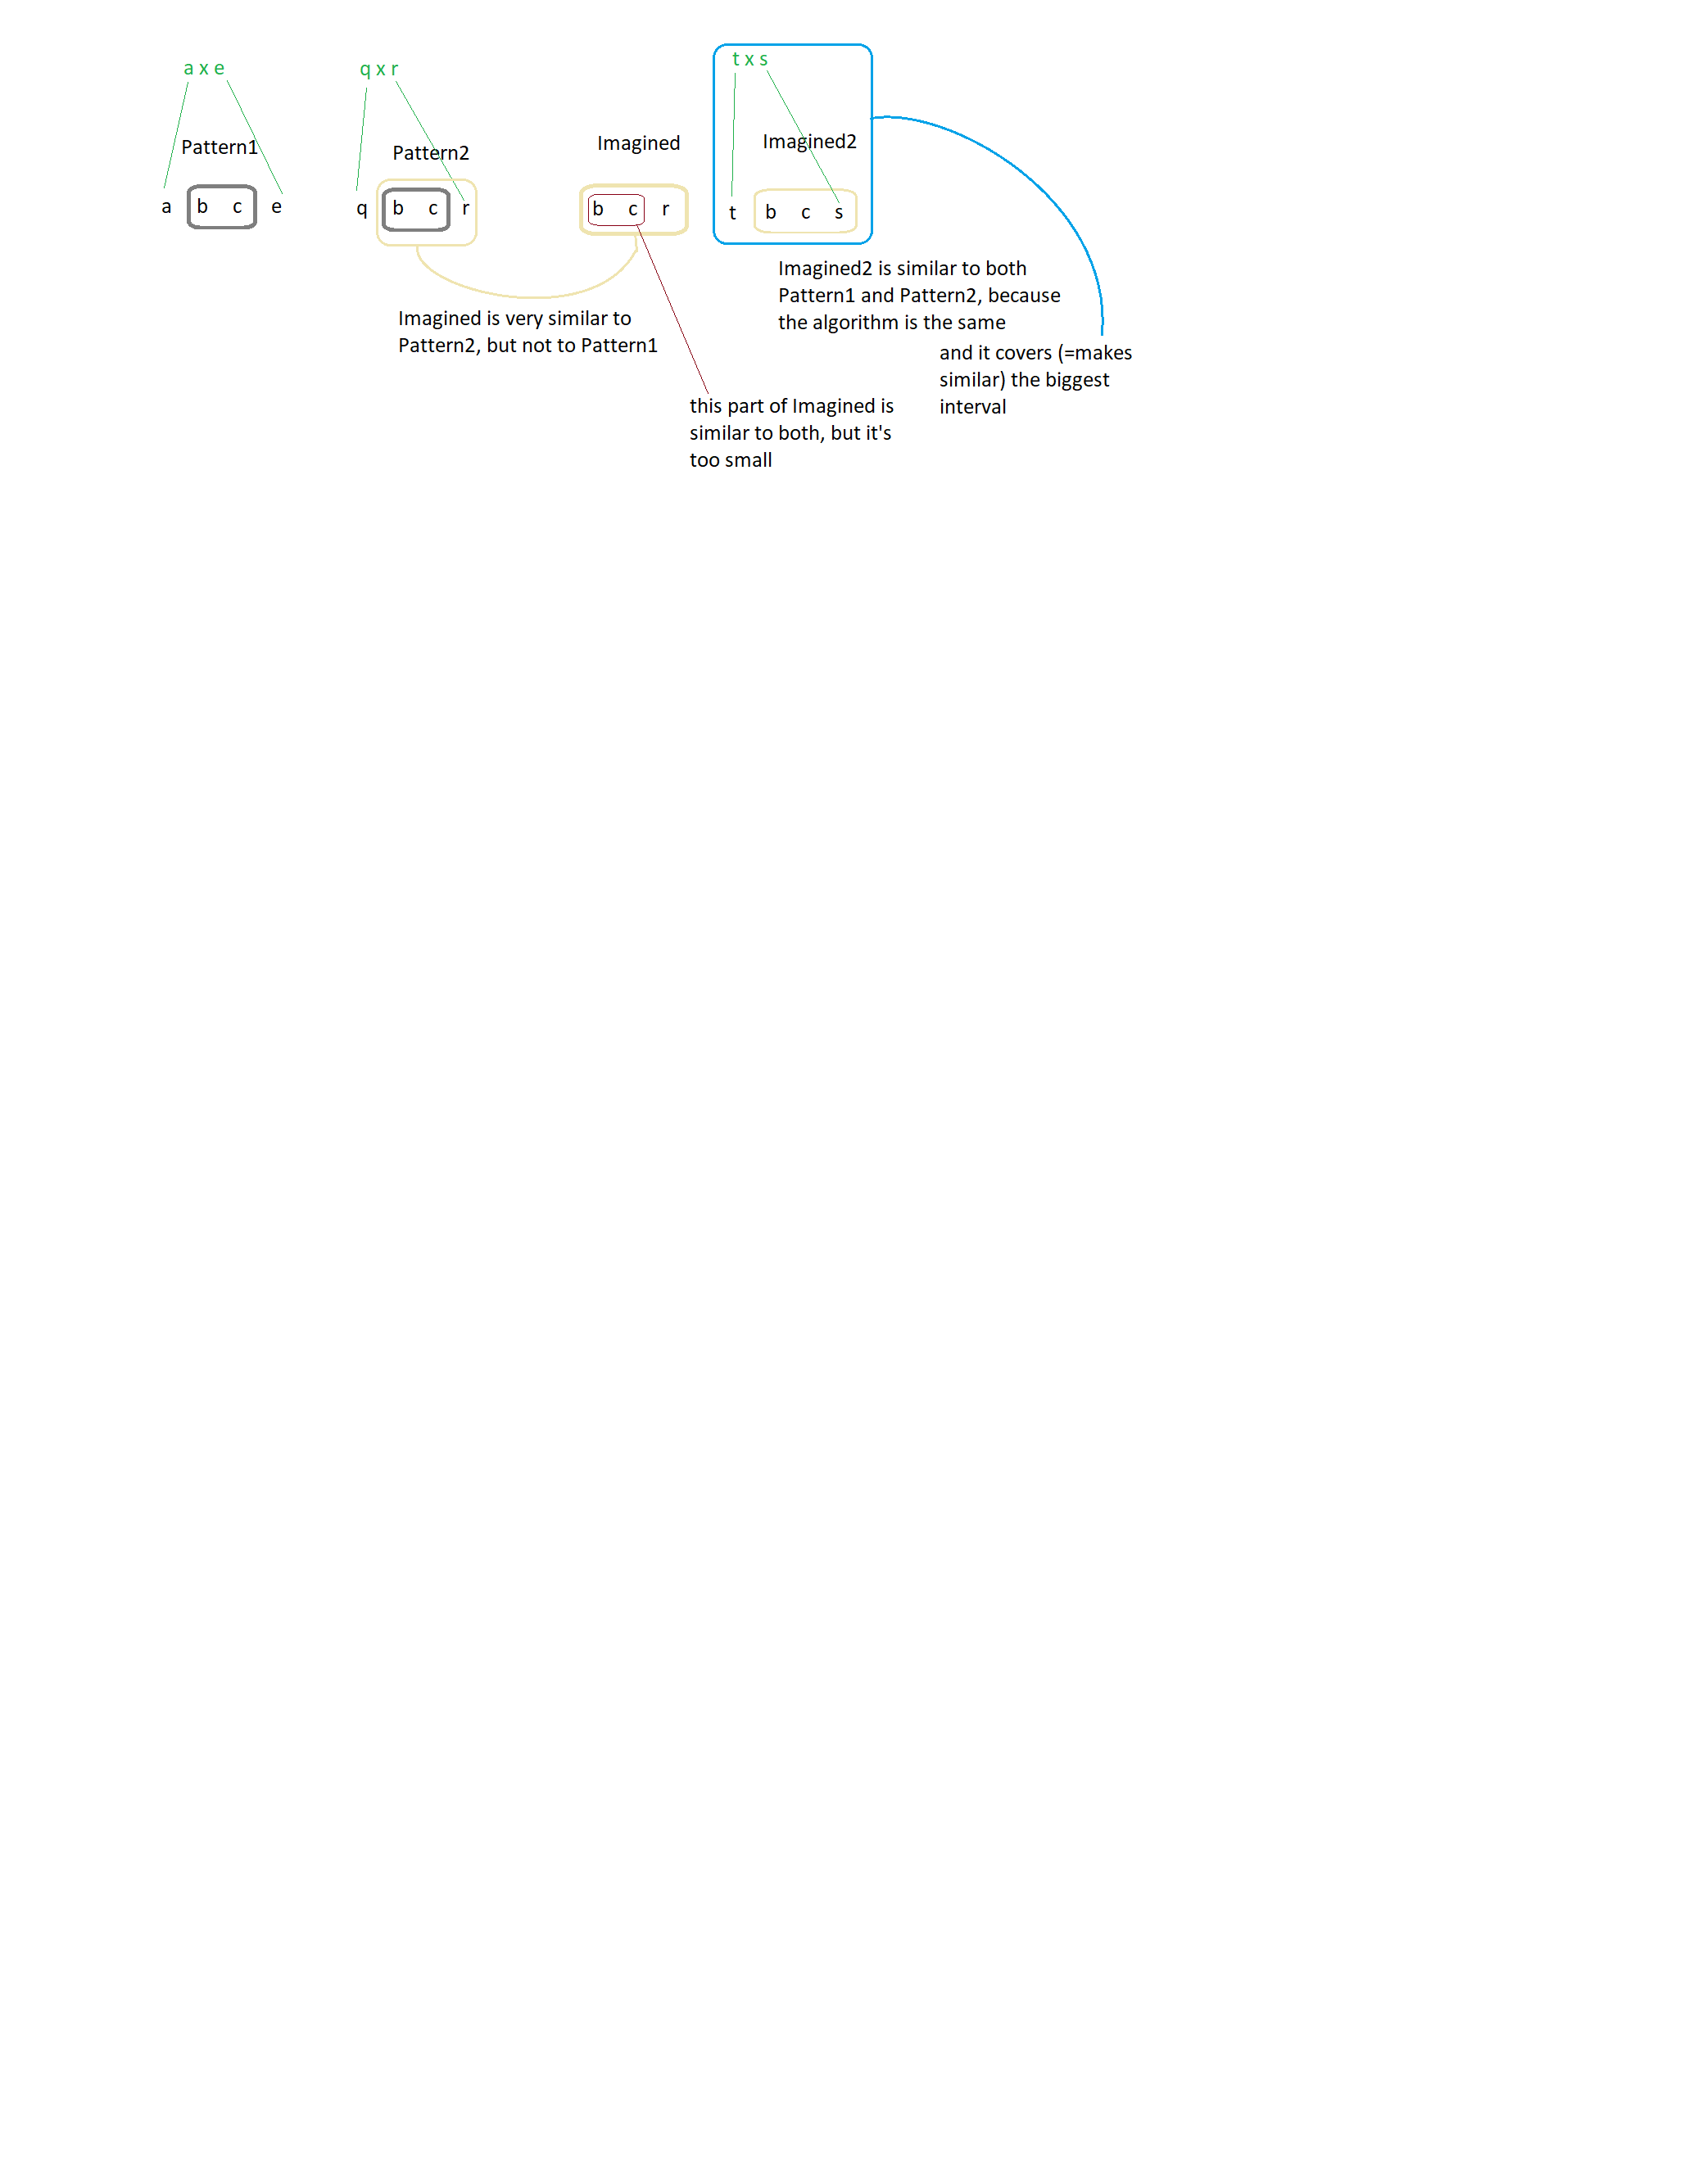 a x e
q x r
t x s
Pattern1
Pattern2
Imagined
Imagined2
a b c e
q b c r
b c r
t b c s
Imagined is very similar to
Pattern2, but not to Pattern1
this part of Imagined is
similar to both, but it's
too small
Imagined2 is similar to both
Pattern1 and Pattern2, because
the algorithm is the same
and it covers (=makes
similar) the biggest
interval